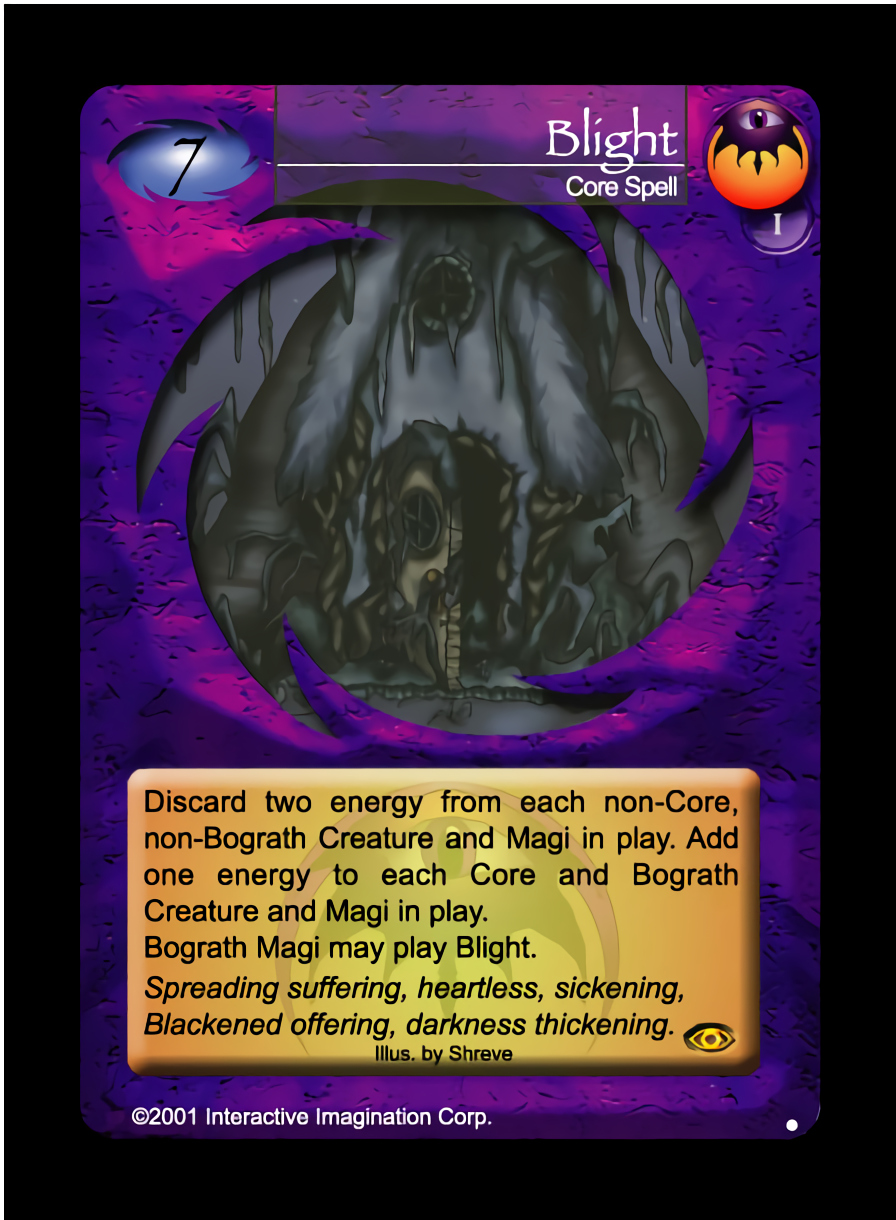 7
Blight
Core Spell
I
Discard two energy from each non-Core,
non-Bograth Creature and Magi in play. Add
one energy to each Core and Bograth
Creature and Magi in play.
Bograth Magi may play Blight.
Spreading suffering, heartless, sickening,
Blackened offering, darkness thickening.
Illus. by Shreve
©2001 Interactive Imagination Corp.